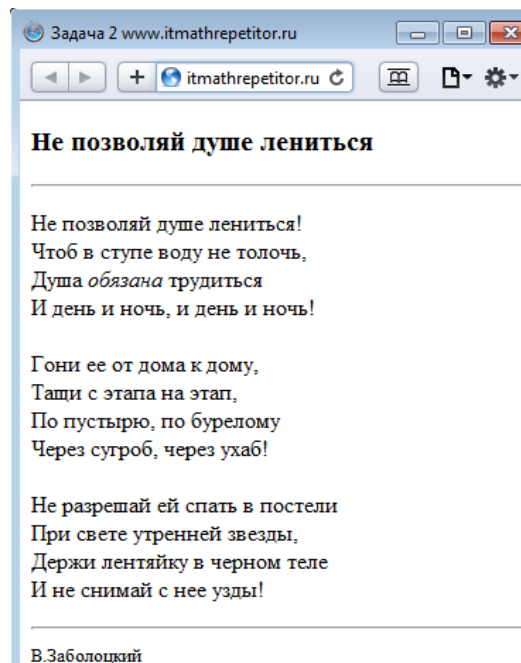 Задача 2 www.itmathrepetitor.ru
itmathrepetitor.ru
Не позволяй душе лениться
Не позволяй душе лениться!
Чтоб в ступе воду не толочь,
Душа обязана трудиться
И день и ночь, и день и ночь!
Гони ее от дома к дому,
Тащи с этапа на этап,
По пустырю, по бурелому
Через сугроб, через ухаб!
Не разрешай ей спать в постели
При свете утренней звезды,
Держи лентяйку в черном теле
И не снимай с нее узды!
В.Заболоцкий